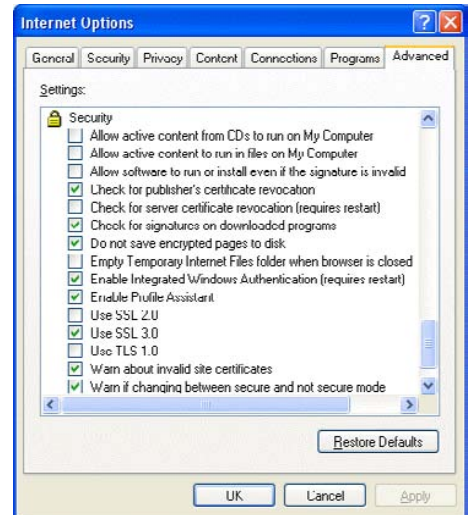 Internet Options
General Security Privacy Content Connections Programs Advanced
Settings:
Security
Allow active content from CDs to run on My Computer
Allow active content to run in files on My Computer
Allow software to run or install even if the signature is invalid
Check for publisher's certificate revocation
Check for server certificate revocation (requires restart)
Check for signatures on downloaded programs
Do not save encrypted pages to disk
Empty Temporary Internet Files folder when browser is closed
Enable Integrated Windows Authentication (requires restart)
Enable Profile Assistant
Use SSL 2.0
Use SSL 3.0
Use TLS 1.0
Warn about invalid site certificates
Warn if changing between secure and not secure mode
Restore Defaults
OK Cancel Apply